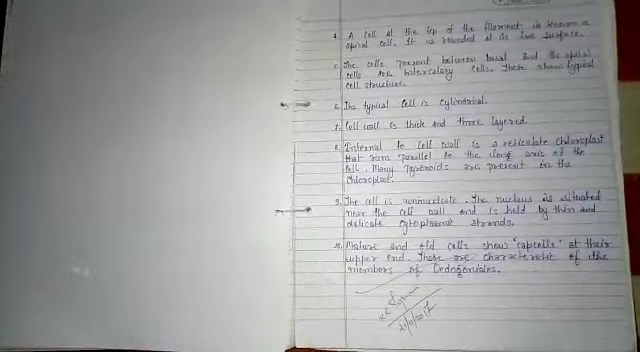 4. A cell at the tip of the filament is known a
apical cell. It is rounded at its free surface.
5. The cells present between basal and the apical
cells are intercalary cells. These show typical
cell structure.
6. The typical cell is cylindrical.
7. Cell wall is thick and three layered.
8. Internal to cell wall is a reticulate chloroplast
that runs parallel to the long axis of the
cell. Many Pyrenoids are present in the
chloroplast.
9. The cell is uninucleate. The nucleus is situated
near the cell wall and is held by thin and
delicate cytoplasmic strands.
10. Mature and old cells show 'capcells' at their
upper end. These are characteristic of the
members of Oedogoniales.
21/11/2017